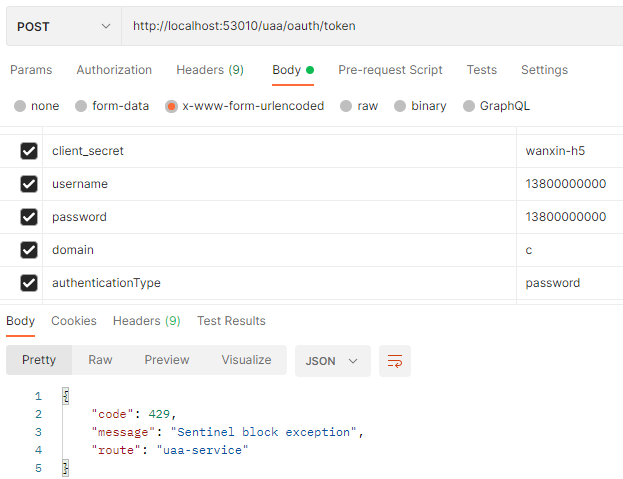 POST http://localhost:53010/uaa/oauth/token
Params Authorization Headers (9) Body Pre-request Script Tests Settings
none form-data x-www-form-urlencoded raw binary GraphQL
client_secret wanxin-h5
username 13800000000
password 13800000000
domain c
authenticationType password
Body Cookies Headers (9) Test Results
Pretty Raw Preview Visualize JSON
1 {
2 "code": 429,
3 "message": "Sentinel block exception",
4 "route": "uaa-service"
5 }